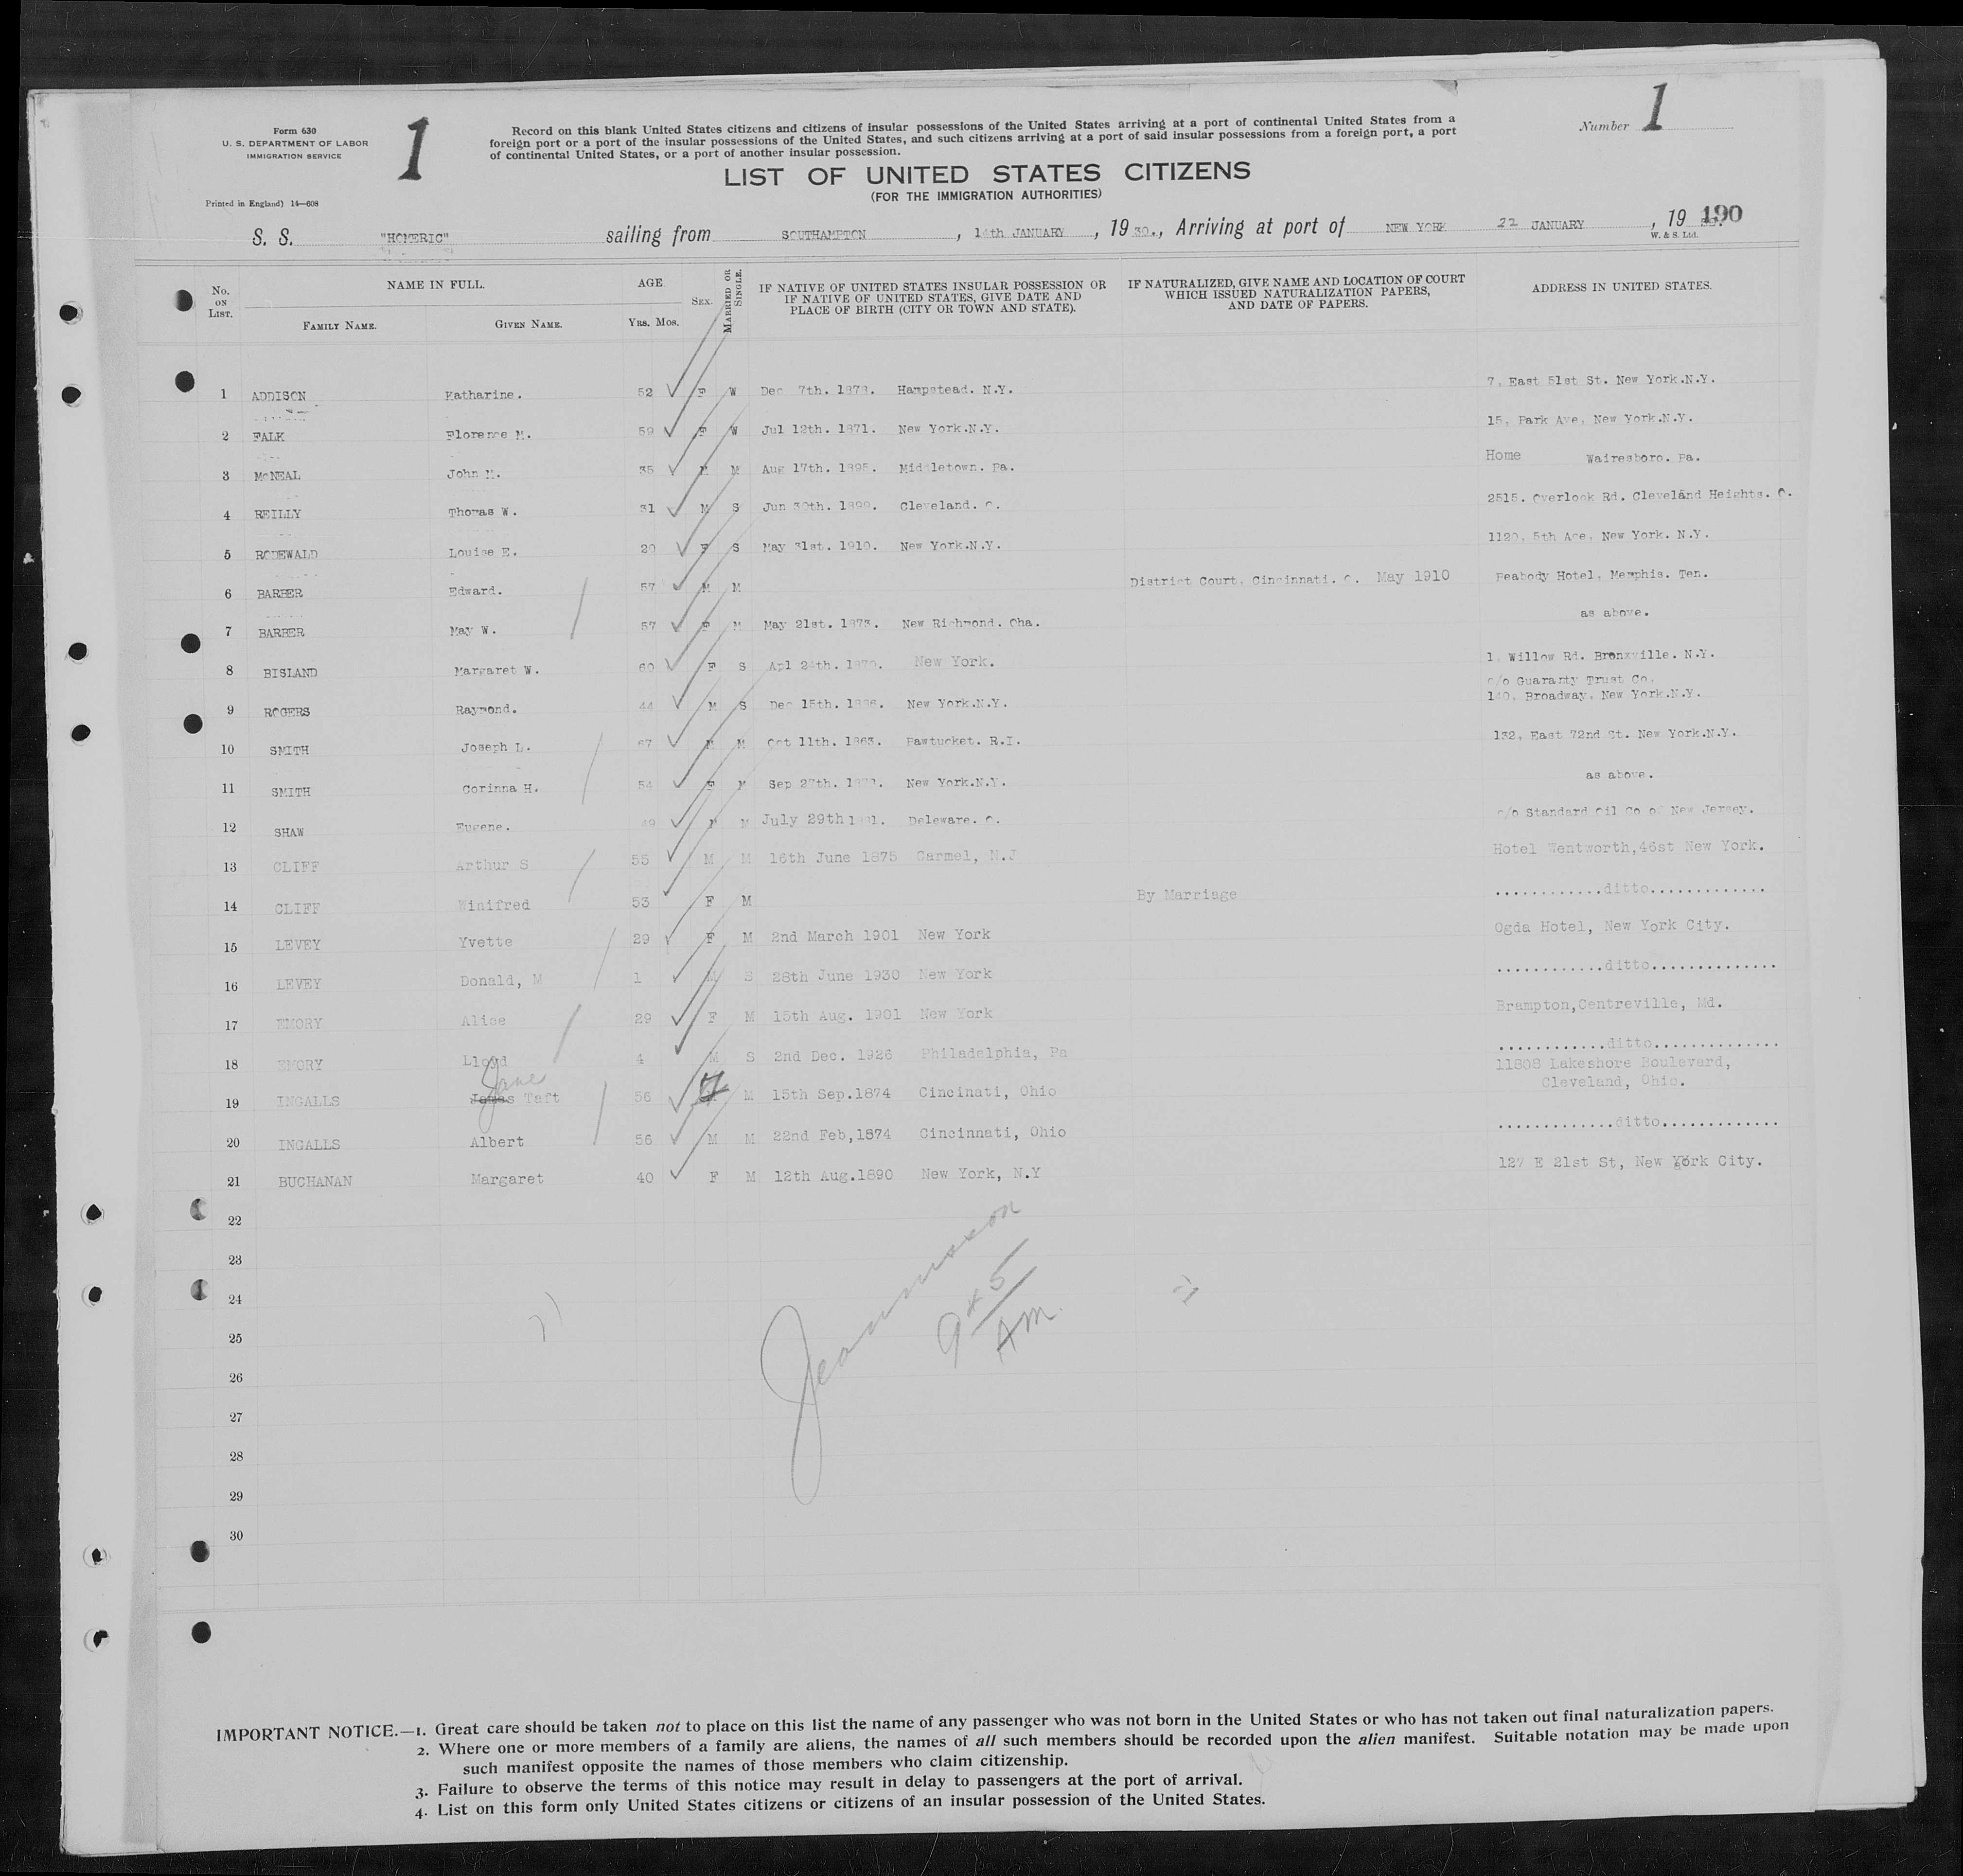 Form 630
U. S. DEPARTMENT OF LABOR
IMMIGRATION SERVICE
Printed in England) 14—608
1
Record on this blank United States citizens and citizens of insular possessions of the United States arriving at a port of continental United States from a
foreign port or a port of the insular possessions of the United States, and such citizens arriving at a port of said insular possessions from a foreign port, a port
of continental United States, or a port of another insular possession.
Number 1
LIST OF UNITED STATES CITIZENS
(FOR THE IMMIGRATION AUTHORITIES)
S. S. "HOMERIC" sailing from SOUTHAMPTON, 14th JANUARY, 19 30., Arriving at port of NEW YORK 22 JANUARY, 19
190
W. & S. Ltd.
No. ON LIST. NAME IN FULL. AGE SEX. MARRIED OR SINGLE. IF NATIVE OF UNITED STATES INSULAR POSSESSION OR IF NATIVE OF UNITED STATES, GIVE DATE AND PLACE OF BIRTH (CITY OR TOWN AND STATE). IF NATURALIZED, GIVE NAME AND LOCATION OF COURT WHICH ISSUED NATURALIZATION PAPERS, AND DATE OF PAPERS. ADDRESS IN UNITED STATES.
FAMILY NAME. GIVEN NAME. YRS. MOS.
1 ADDISON Katharine. 52 F W Dec 7th. 1878. Hampstead. N.Y. 7, East 51st St. New York.N.Y.
2 FALK Florence M. 59 F W Jul 12th. 1871. New York.N.Y. 15, Park Ave, New York.N.Y.
3 McNEAL John M. 35 M M Aug 17th. 1895. Middletown. Pa. Home Wairesboro. Pa.
4 REILLY Thomas W. 31 M S Jun 30th. 1899. Cleveland. O. 2515. Overlook Rd. Cleveland Heights. O.
5 RODEWALD Louise E. 20 F S May 31st. 1910. New York.N.Y. 1120, 5th Ace, New York. N.Y.
6 BARBER Edward. 57 M M District Court, Cincinnati. O. May 1910 Peabody Hotel, Memphis. Ten.
7 BARBER May W. 57 F M May 21st. 1873. New Richmond. Oha. as above.
8 BISLAND Margaret W. 60 F S Apl 24th. 1870. New York. 1, Willow Rd. Bronxville. N.Y.
9 ROGERS Raymond. 44 M S Dec 15th. 1886. New York.N.Y. c/o Guaranty Trust Co,
140, Broadway, New York.N.Y.
10 SMITH Joseph L. 67 M M Oct 11th. 1863. Pawtucket. R.I. 132, East 72nd St. New York.N.Y.
11 SMITH Corinna H. 54 F M Sep 27th. New York.N.Y. as above.
12 SHAW Eugene. 49 M M July 29th Deleware. O. c/o Standard Oil Co of New Jersey.
13 CLIFF Arthur S 55 M M 16th June 1875 Carmel, N.J Hotel Wentworth,46st New York.
14 CLIFF Winifred 53 F M By Marriage ............ditto.............
15 LEVEY Yvette 29 F M 2nd March 1901 New York Ogda Hotel, New York City.
16 LEVEY Donald, M 1 M S 28th June 1930 New York ............ditto..............
17 EMORY Alice 29 F M 15th Aug. 1901 New York Brampton,Centreville, Md.
18 EMORY Lloyd 4 M S 2nd Dec. 1926 Philadelphia, Pa ............ditto..............
19 INGALLS Jane James Taft 56 F M 15th Sep.1874 Cincinati, Ohio 11808 Lakeshore Boulevard,
Cleveland, Ohio.
20 INGALLS Albert 56 M M 22nd Feb,1874 Cincinnati, Ohio .............ditto.............
21 BUCHANAN Margaret 40 F M 12th Aug.1890 New York, N.Y 127 E 21st St, New York City.
22
23
24
25
26
27
28
29
30
9 + 5
AM
IMPORTANT NOTICE.—1. Great care should be taken not to place on this list the name of any passenger who was not born in the United States or who has not taken out final naturalization papers.
2. Where one or more members of a family are aliens, the names of all such members should be recorded upon the alien manifest. Suitable notation may be made upon
such manifest opposite the names of those members who claim citizenship.
3. Failure to observe the terms of this notice may result in delay to passengers at the port of arrival.
4. List on this form only United States citizens or citizens of an insular possession of the United States.